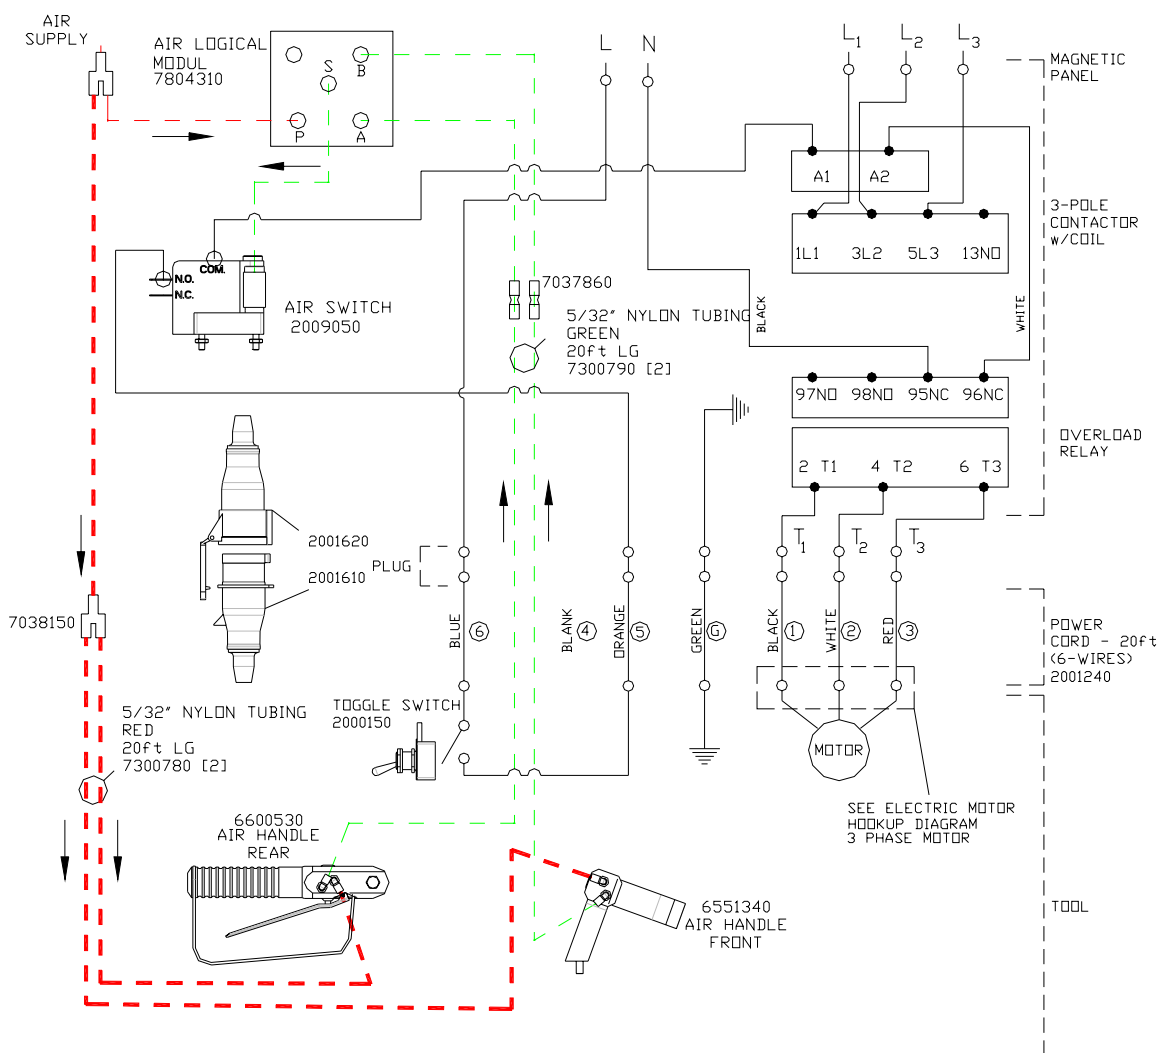 AIR
SUPPLY
AIR LOGICAL
MODUL
7804310
S
B
P
A
L
N
L1
L2
L3
MAGNETIC
PANEL
A1
A2
1L1
3L2
5L3
13NO
3-POLE
CONTACTOR
W/COIL
COM.
N.O.
N.C.
AIR SWITCH
2009050
7037860
5/32" NYLON TUBING
GREEN
20ft LG
7300790 [2]
BLACK
WHITE
97NO
98NO
95NC
96NC
OVERLOAD
RELAY
2 T1
4 T2
6 T3
T1
T2
T3
2001620
2001610
PLUG
7038150
BLUE
6
BLANK
4
ORANGE
5
GREEN
G
BLACK
1
WHITE
2
RED
3
POWER
CORD - 20ft
(6-WIRES)
2001240
5/32" NYLON TUBING
RED
20ft LG
7300780 [2]
TOGGLE SWITCH
2000150
MOTOR
SEE ELECTRIC MOTOR
HOOKUP DIAGRAM
3 PHASE MOTOR
6600530
AIR HANDLE
REAR
6551340
AIR HANDLE
FRONT
TOOL